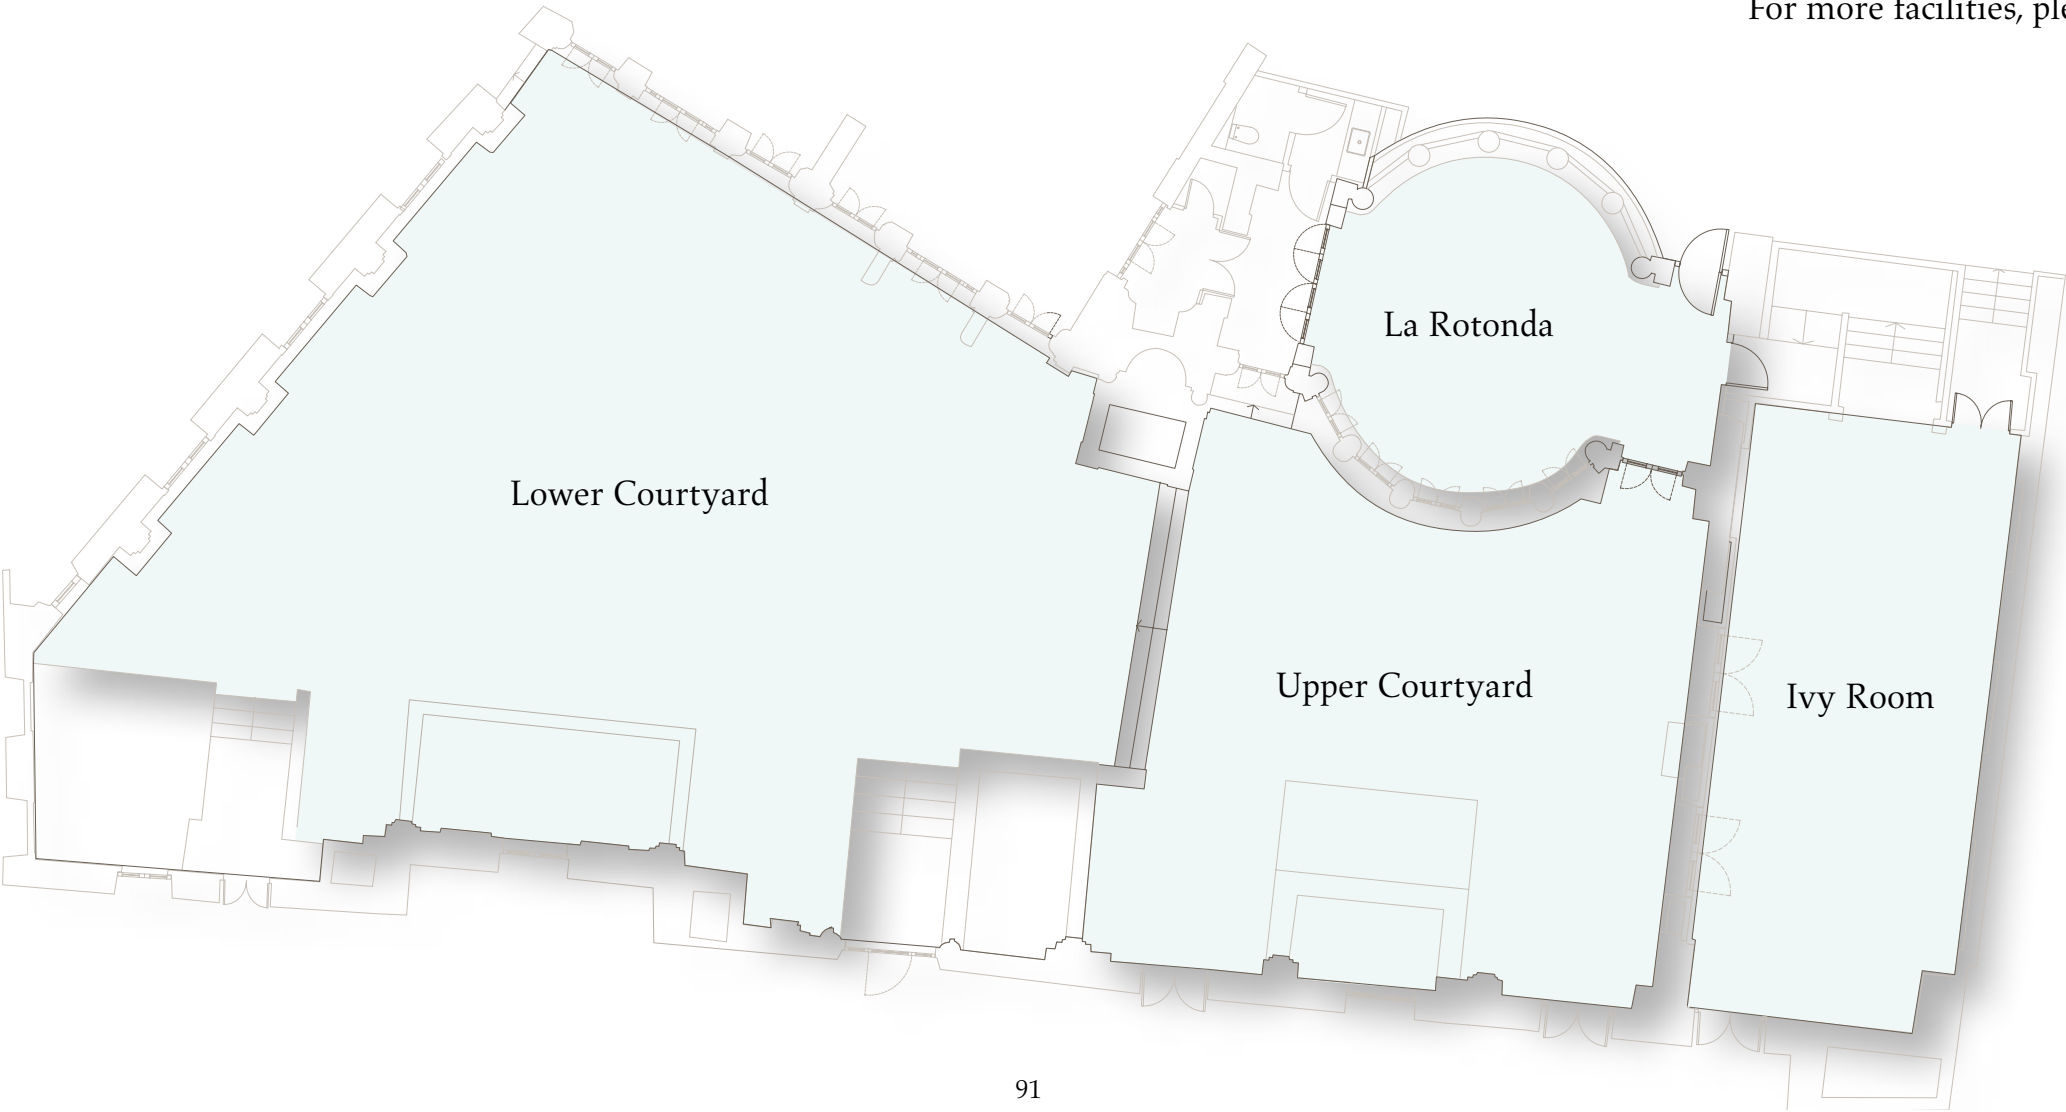 For more facilities, ple
La Rotonda
Lower Courtyard
Upper Courtyard
Ivy Room
91